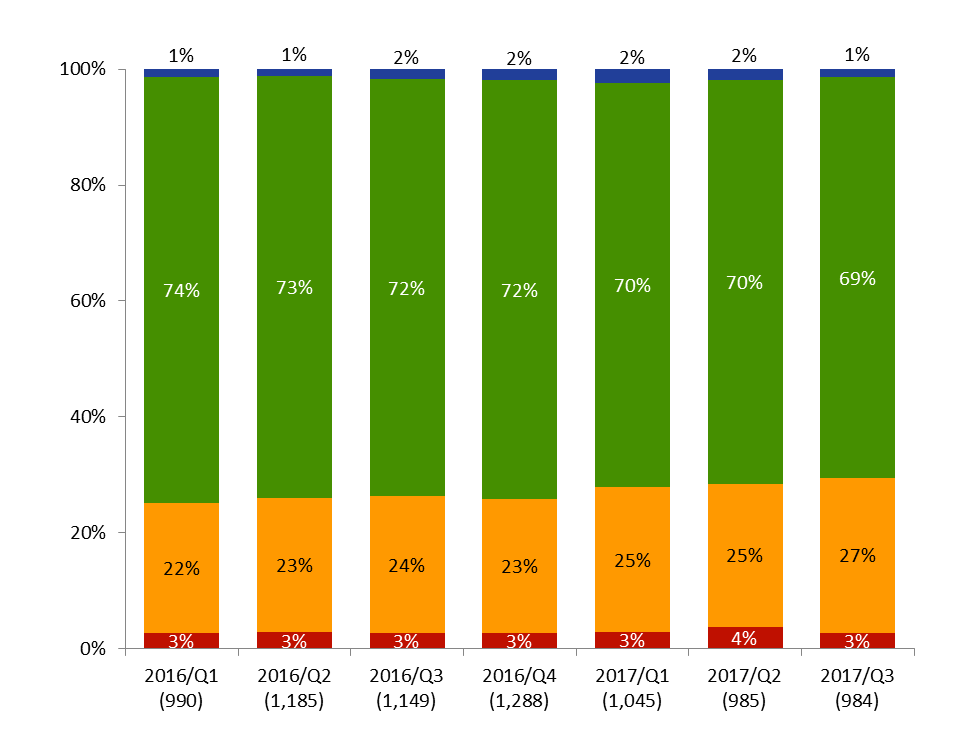 1% 1% 2% 2% 2% 2% 1%
100%
80%
74% 73% 72% 72% 70% 70% 69%
60%
40%
20%
22% 23% 24% 23% 25% 25% 27%
3% 3% 3% 3% 3% 4% 3%
0%
2016/Q1 2016/Q2 2016/Q3 2016/Q4 2017/Q1 2017/Q2 2017/Q3
(990) (1,185) (1,149) (1,288) (1,045) (985) (984)